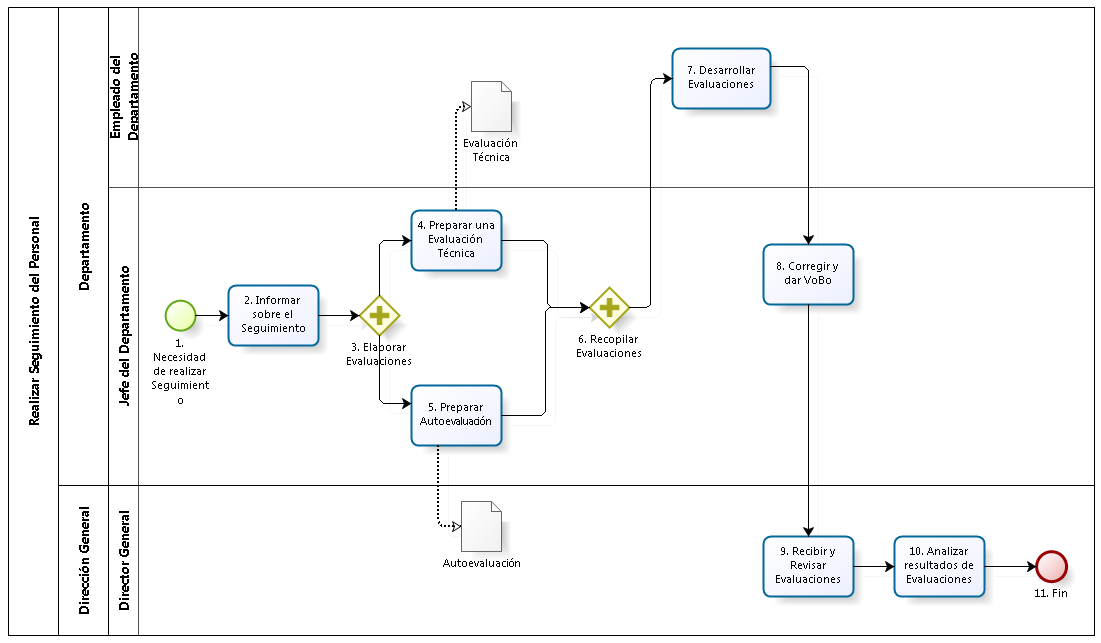 Realizar Seguimiento del Personal
Departamento
Empleado del
Departamento
7. Desarrollar
Evaluaciones
Evaluación
Técnica
Jefe del Departamento
1.
Necesidad
de realizar
Seguimient
o
2. Informar
sobre el
Seguimiento
3. Elaborar
Evaluaciones
4. Preparar una
Evaluación
Técnica
5. Preparar
Autoevaluación
6. Recopilar
Evaluaciones
8. Corregir y
dar VoBo
Dirección General
Director General
Autoevaluación
9. Recibir y
Revisar
Evaluaciones
10. Analizar
resultados de
Evaluaciones
11. Fin